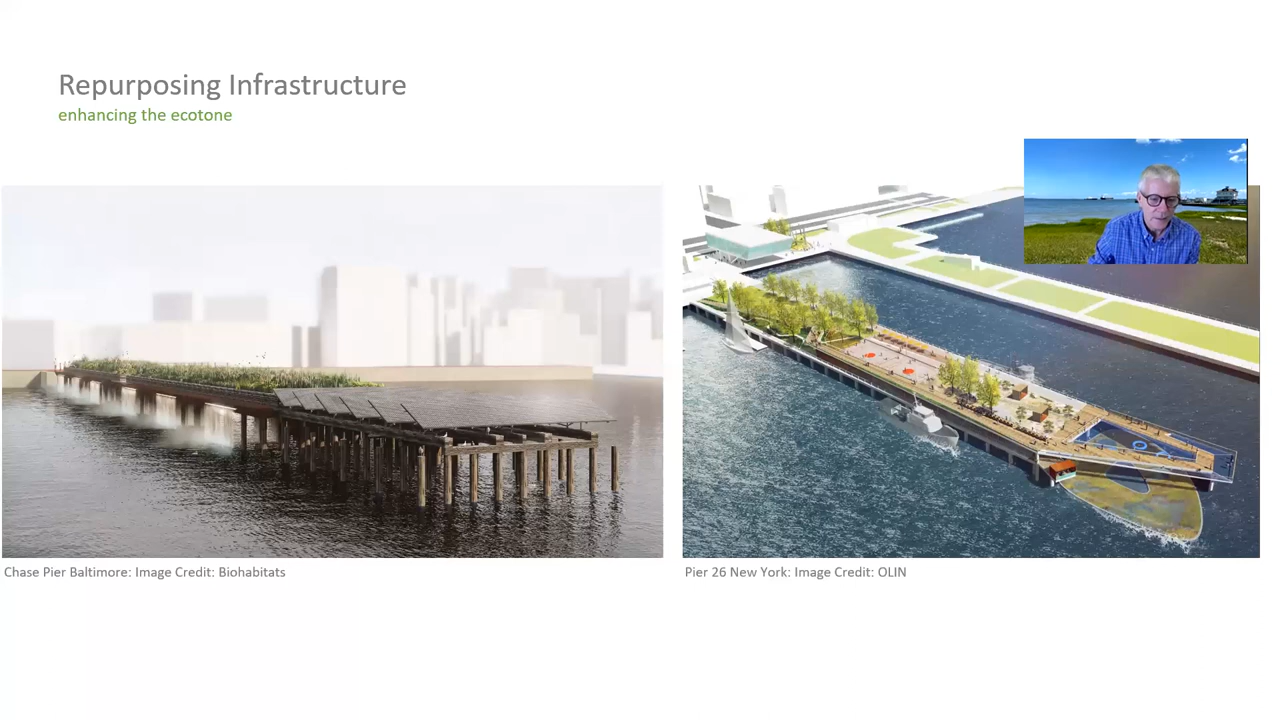 Repurposing Infrastructure
enhancing the ecotone
Chase Pier Baltimore: Image Credit: Biohabitats
Pier 26 New York: Image Credit: OLIN